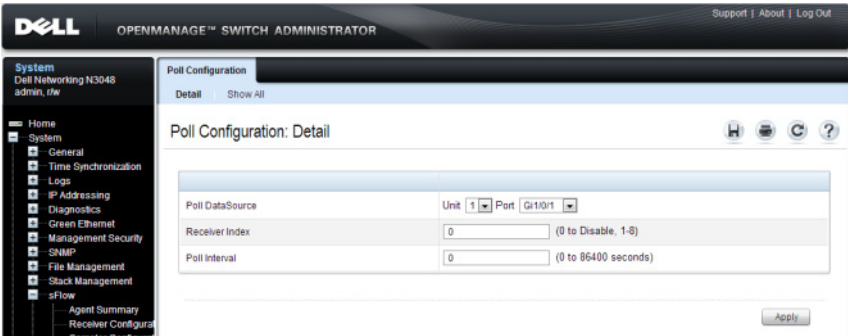 Support | About | Log Out
DELL OPENMANAGE™ SWITCH ADMINISTRATOR
System
Dell Networking N3048
admin, r/w
Home
System
General
Time Synchronization
Logs
IP Addressing
Diagnostics
Green Ethernet
Management Security
SNMP
File Management
Stack Management
sFlow
Agent Summary
Receiver Configurat
Poll Configuration
Detail Show All
Poll Configuration: Detail
?
Poll DataSource Unit 1 Port Gi1/0/1
Receiver Index 0 (0 to Disable, 1-8)
Poll Interval 0 (0 to 86400 seconds)
Apply